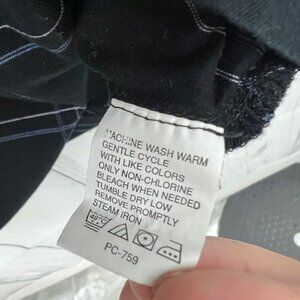 MACHINE WASH WARM
GENTLE CYCLE
WITH LIKE COLORS
ONLY NON-CHLORINE
BLEACH WHEN NEEDED
TUMBLE DRY LOW
REMOVE PROMPTLY
STEAM IRON
40°C
PC-759